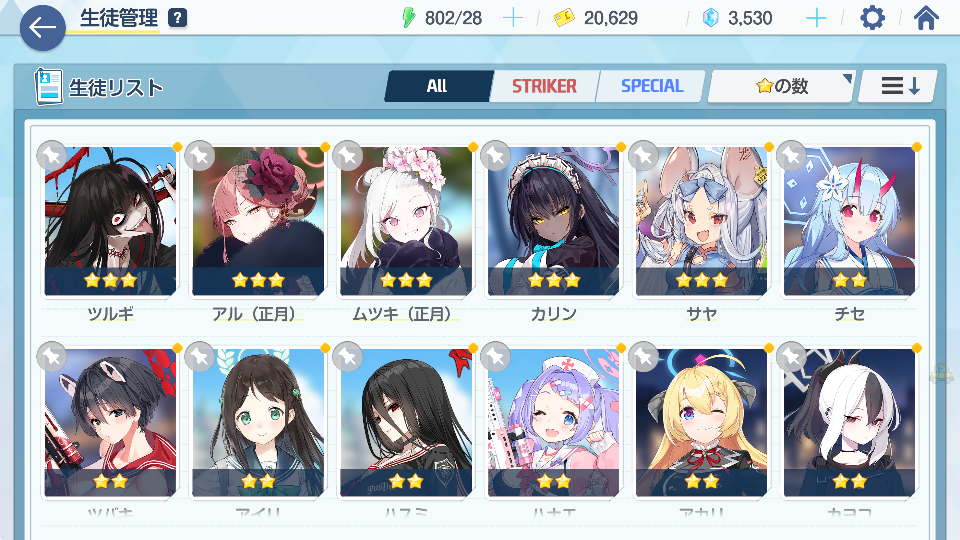 生徒管理 ?
802/28
20,629
3,530
生徒リスト
All
STRIKER
SPECIAL
の数
ツルギ
アル（正月）
ムツキ（正月）
カリン
サヤ
チセ
ツバキ
アイリ
ハスミ
ハナエ
アカリ
カヨコ